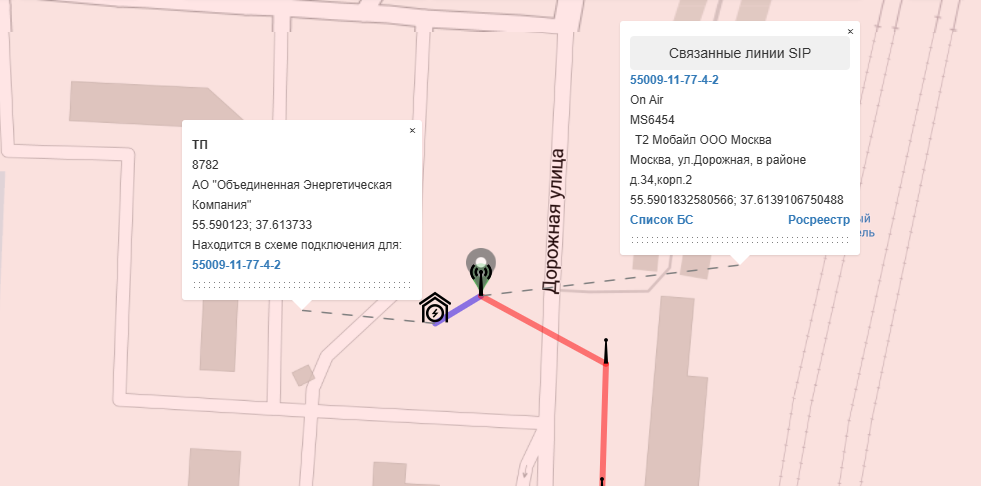 Связанные линии SIP
55009-11-77-4-2
On Air
MS6454
Т2 Мобайл ООО Москва
Москва, ул.Дорожная, в районе
д.34,корп.2
55.5901832580566; 37.6139106750488
Список БС Росреестр
ТП
8782
АО "Объединенная Энергетическая
Компания"
55.590123; 37.613733
Находится в схеме подключения для:
55009-11-77-4-2
Дорожная улица